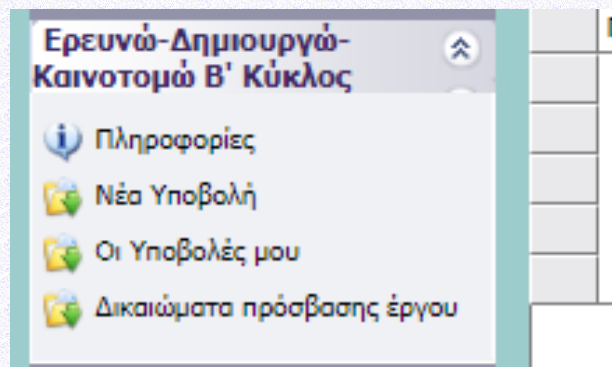 Ερευνώ-Δημιουργώ-
Καινοτομώ Β' Κύκλος
Πληροφορίες
Νέα Υποβολή
Οι Υποβολές μου
Δικαιώματα πρόσβασης έργου